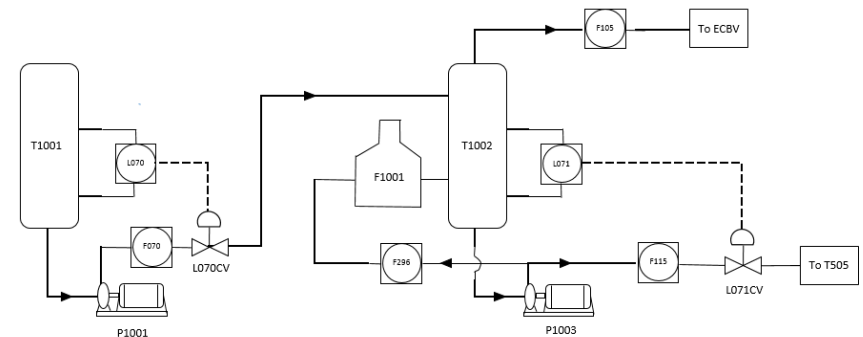 F105
To ECBV
T1001
L070
F1001
T1002
L071
F070
L070CV
F296
F115
To T505
L071CV
P1001
P1003